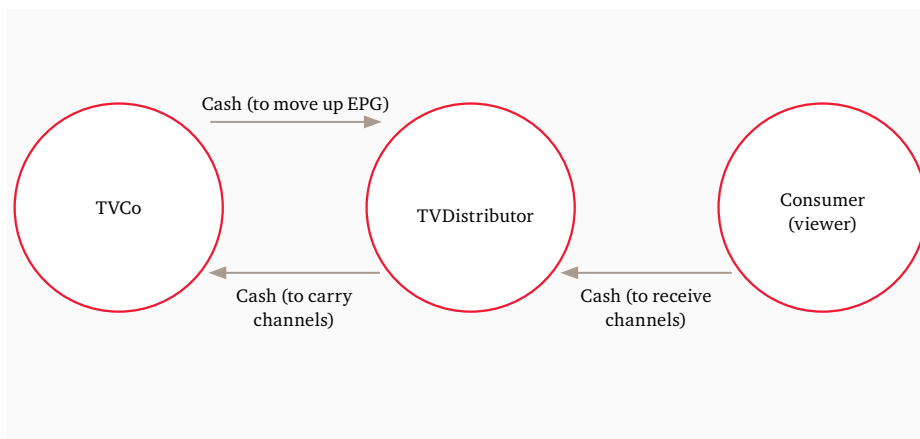 Cash (to move up EPG)
TVCo
TVDistributor
Consumer
(viewer)
Cash (to carry
channels)
Cash (to receive
channels)